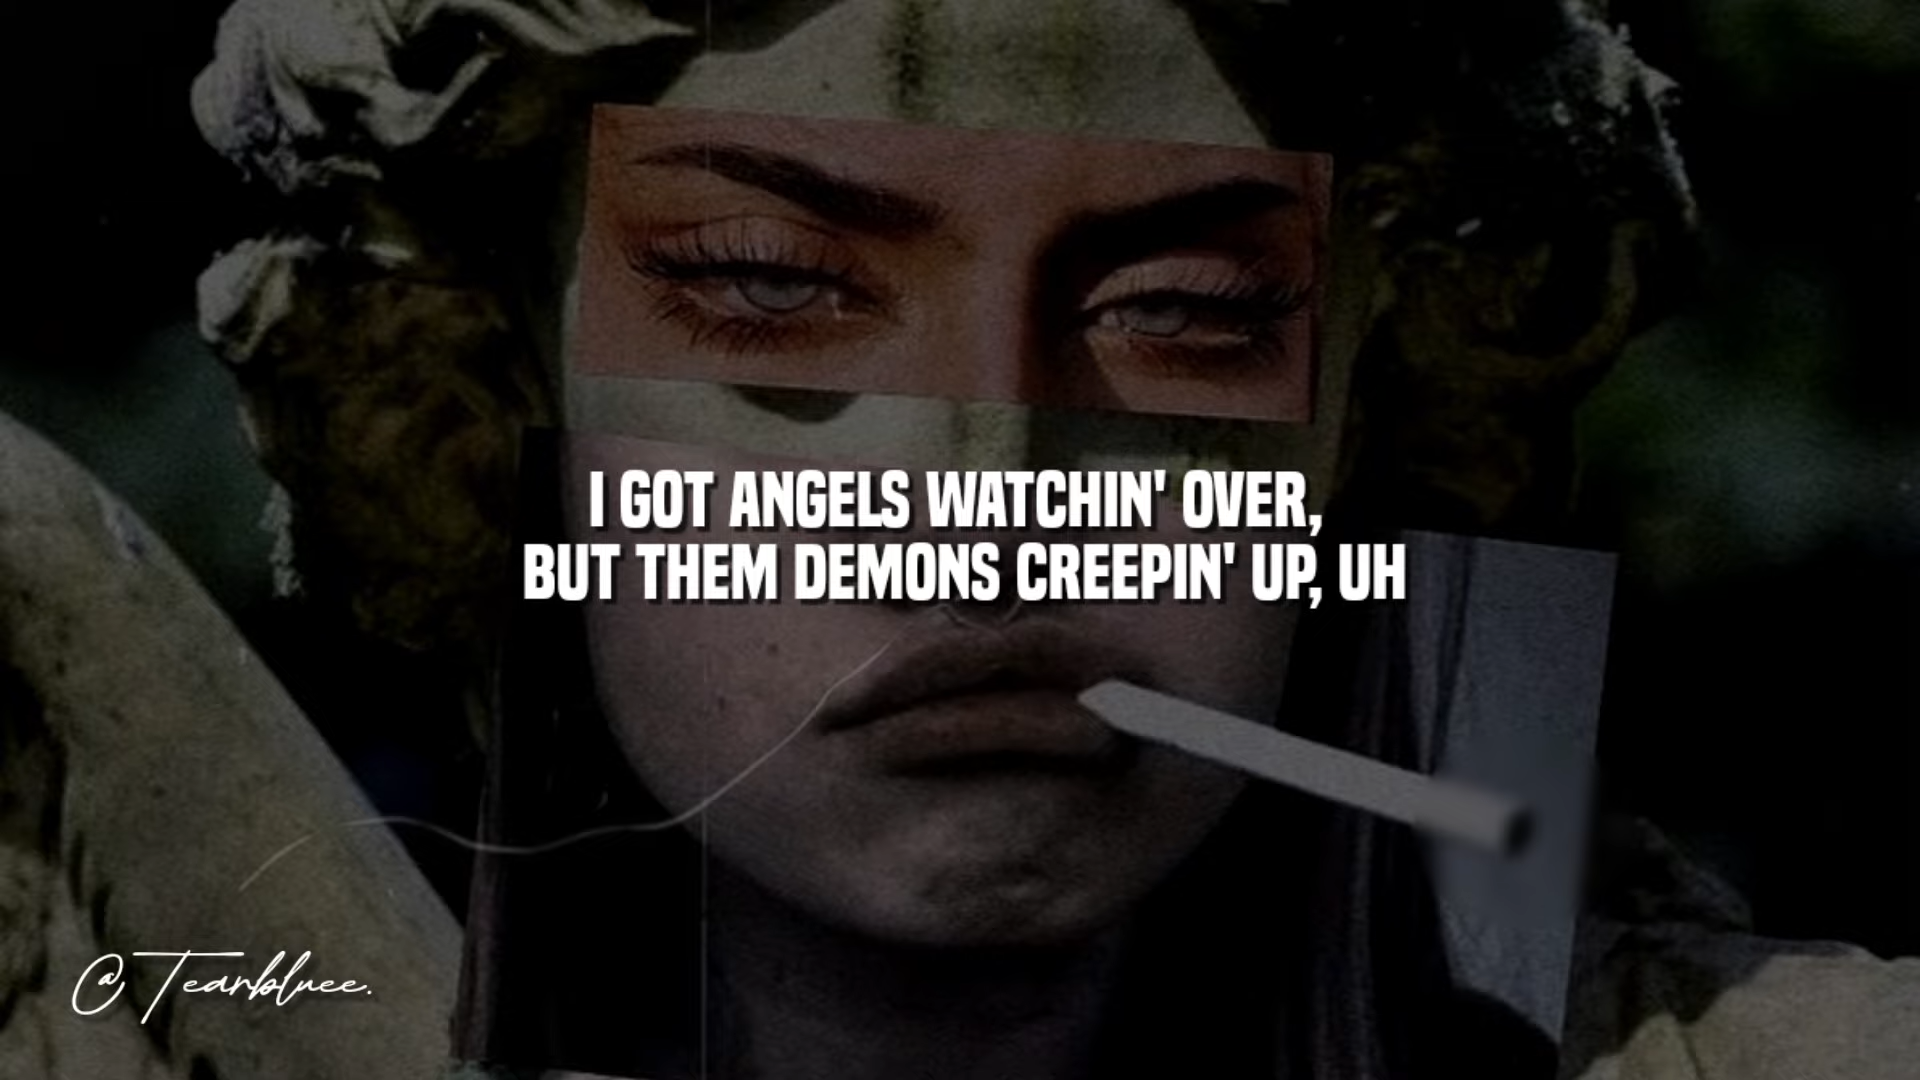 I GOT ANGELS WATCHIN' OVER,
BUT THEM DEMONS CREEPIN' UP, UH
@Tearbluee.